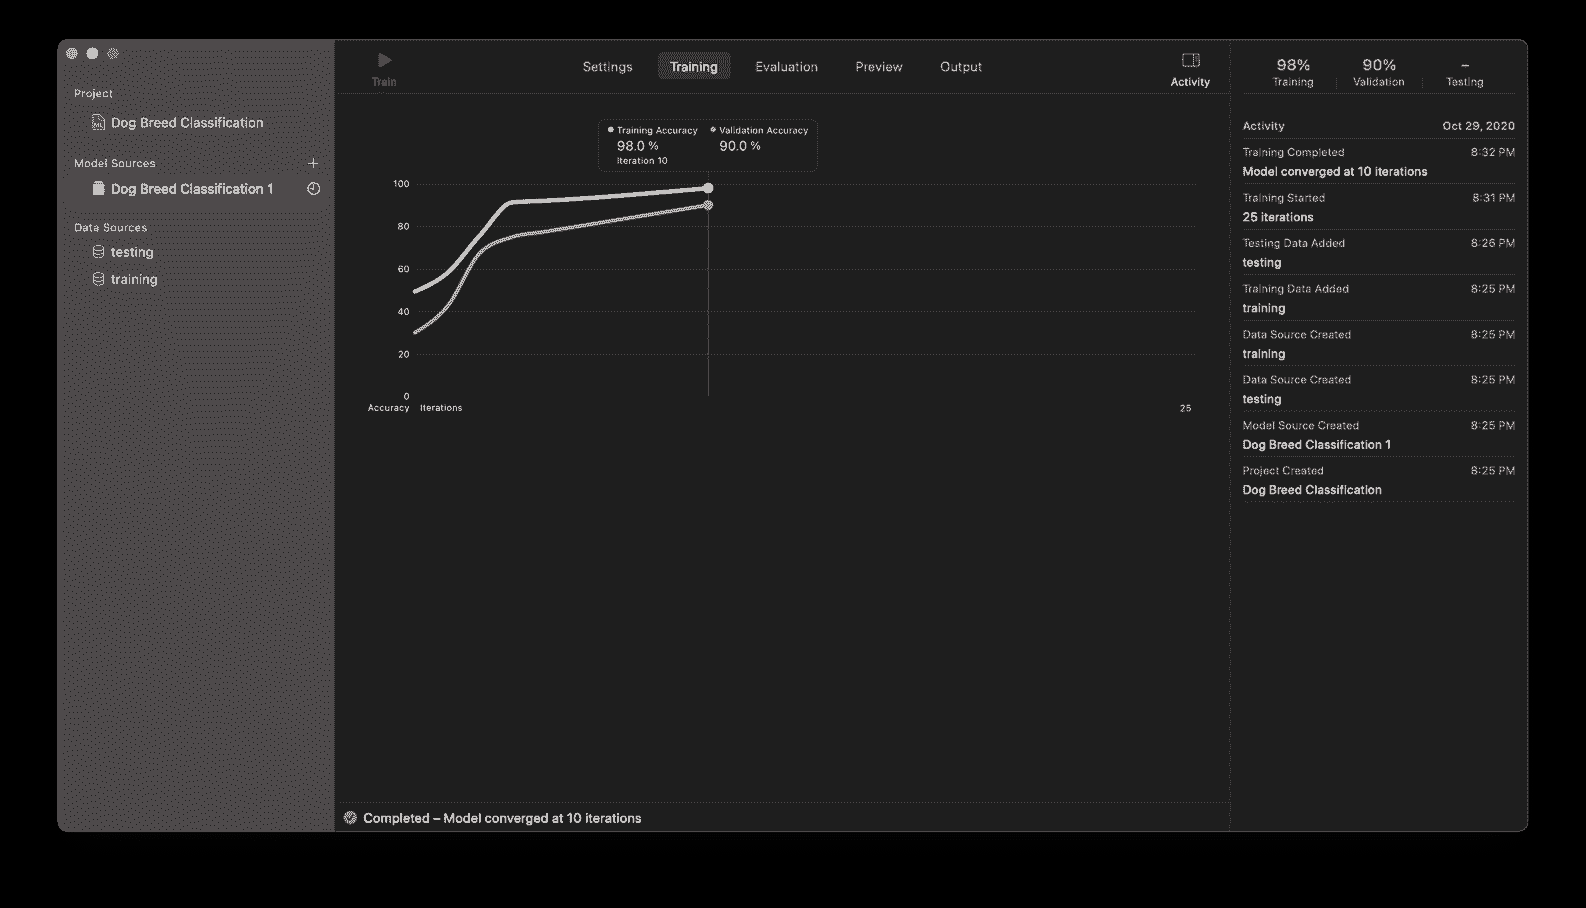 Project
Dog Breed Classification
Model Sources +
Dog Breed Classification 1
Data Sources
testing
training
Train
Settings Training Evaluation Preview Output
Activity
Training Accuracy Validation Accuracy
98.0 % 90.0 %
Iteration 10
100
80
60
40
20
0
Accuracy Iterations 25
Completed – Model converged at 10 iterations
98% 90% –
Training Validation Testing
Activity Oct 29, 2020
Training Completed 8:32 PM
Model converged at 10 iterations
Training Started 8:31 PM
25 iterations
Testing Data Added 8:26 PM
testing
Training Data Added 8:25 PM
training
Data Source Created 8:25 PM
training
Data Source Created 8:25 PM
testing
Model Source Created 8:25 PM
Dog Breed Classification 1
Project Created 8:25 PM
Dog Breed Classification